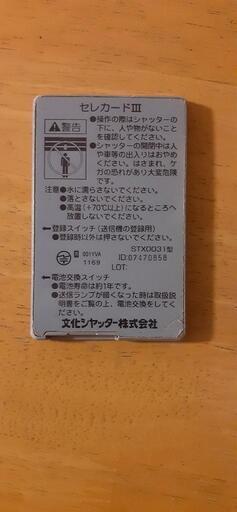 セレカードⅢ
⚠警告
●操作の際はシャッターの
下に、人や物がないこと
を確認してください。
●シャッターの開閉中は人
や車等の出入りはおやめ
ください。はさまれ、ケ
ガの恐れがあり大変危険
です。
注意●水に濡らさないでください。
●落とさないでください。
●高温(+70℃以上)になるところへ
放置しないでください。
←登録スイッチ(送信機の登録用)
●登録時以外は押さないでください。
STX0031型
001YVA
1169
ID:07470858
LOT:
←電池交換スイッチ
●電池寿命は約1年です。
●送信ランプが暗くなった時は取扱説
明書をご覧の上、電池交換をしてく
ださい。
文化シヤッター株式会社